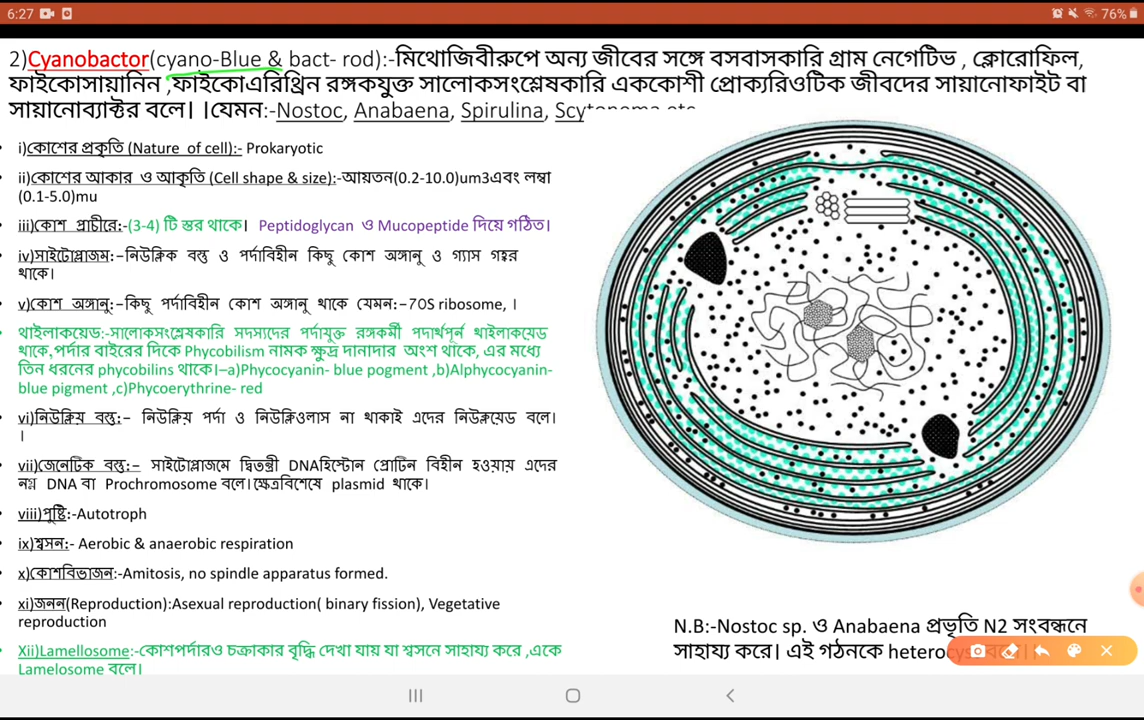 6:27
76%
2)Cyanobactor(cyano-Blue & bact- rod):-মিথোজিবীরুপে অন্য জীবের সঙ্গে বসবাসকারি গ্রাম নেগেটিভ , ক্লোরোফিল,
ফাইকোসায়ানিন ,ফাইকোএরিথ্রিন রঙ্গকযুক্ত সালোকসংশ্লেষকারি এককোশী প্রোক্যরিওটিক জীবদের সায়ানোফাইট বা
সায়ানোব্যাক্টর বলে। ।যেমন:-Nostoc, Anabaena, Spirulina, Scytonema etc
i)কোশের প্রকৃতি (Nature of cell):- Prokaryotic
ii)কোশের আকার ও আকৃতি (Cell shape & size):-আয়তন(0.2-10.0)um3এবং লম্বা
(0.1-5.0)mu
iii)কোশ প্রাচীরে:-(3-4) টি স্তর থাকে। Peptidoglycan ও Mucopeptide দিয়ে গঠিত।
iv)সাইটোপ্লাজম:-নিউক্লিক বস্তু ও পর্দাবিহীন কিছু কোশ অঙ্গানু ও গ্যাস গহ্বর
থাকে।
v)কোশ অঙ্গানু:-কিছু পর্দাবিহীন কোশ অঙ্গানু থাকে যেমন:-70S ribosome, ।
থাইলাকয়েড:-সালোকসংশ্লেষকারি সদস্যদের পর্দাযুক্ত রঙ্গকর্মী পদার্থপূর্ন থাইলাকয়েড
থাকে,পর্দার বাইরের দিকে Phycobilism নামক ক্ষুদ্র দানাদার অংশ থাকে, এর মধ্যে
তিন ধরনের phycobilins থাকে।-a)Phycocyanin- blue pogment ,b)Alphycocyanin-
blue pigment ,c)Phycoerythrine- red
vi)নিউক্লিয় বস্তু:- নিউক্লিয় পর্দা ও নিউক্লিওলাস না থাকাই এদের নিউক্লয়েড বলে।
।
vii)জেনেটিক বস্তু:- সাইটোপ্লাজমে দ্বিতন্ত্রী DNAহিস্টোন প্রোটিন বিহীন হওয়ায় এদের
নগ্ন DNA বা Prochromosome বলে।ক্ষেত্রবিশেষে plasmid থাকে।
viii)পুষ্টি:-Autotroph
ix)শ্বসন:- Aerobic & anaerobic respiration
x)কোশবিভাজন:-Amitosis, no spindle apparatus formed.
xi)জনন(Reproduction):Asexual reproduction( binary fission), Vegetative
reproduction
Xii)Lamellosome:-কোশপর্দারও চক্রাকার বৃদ্ধি দেখা যায় যা শ্বসনে সাহায্য করে ,একে
Lamelosome বলে।
N.B:-Nostoc sp. ও Anabaena প্রভৃতি N2 সংবন্ধনে
সাহায্য করে। এই গঠনকে heterocyst বলে।